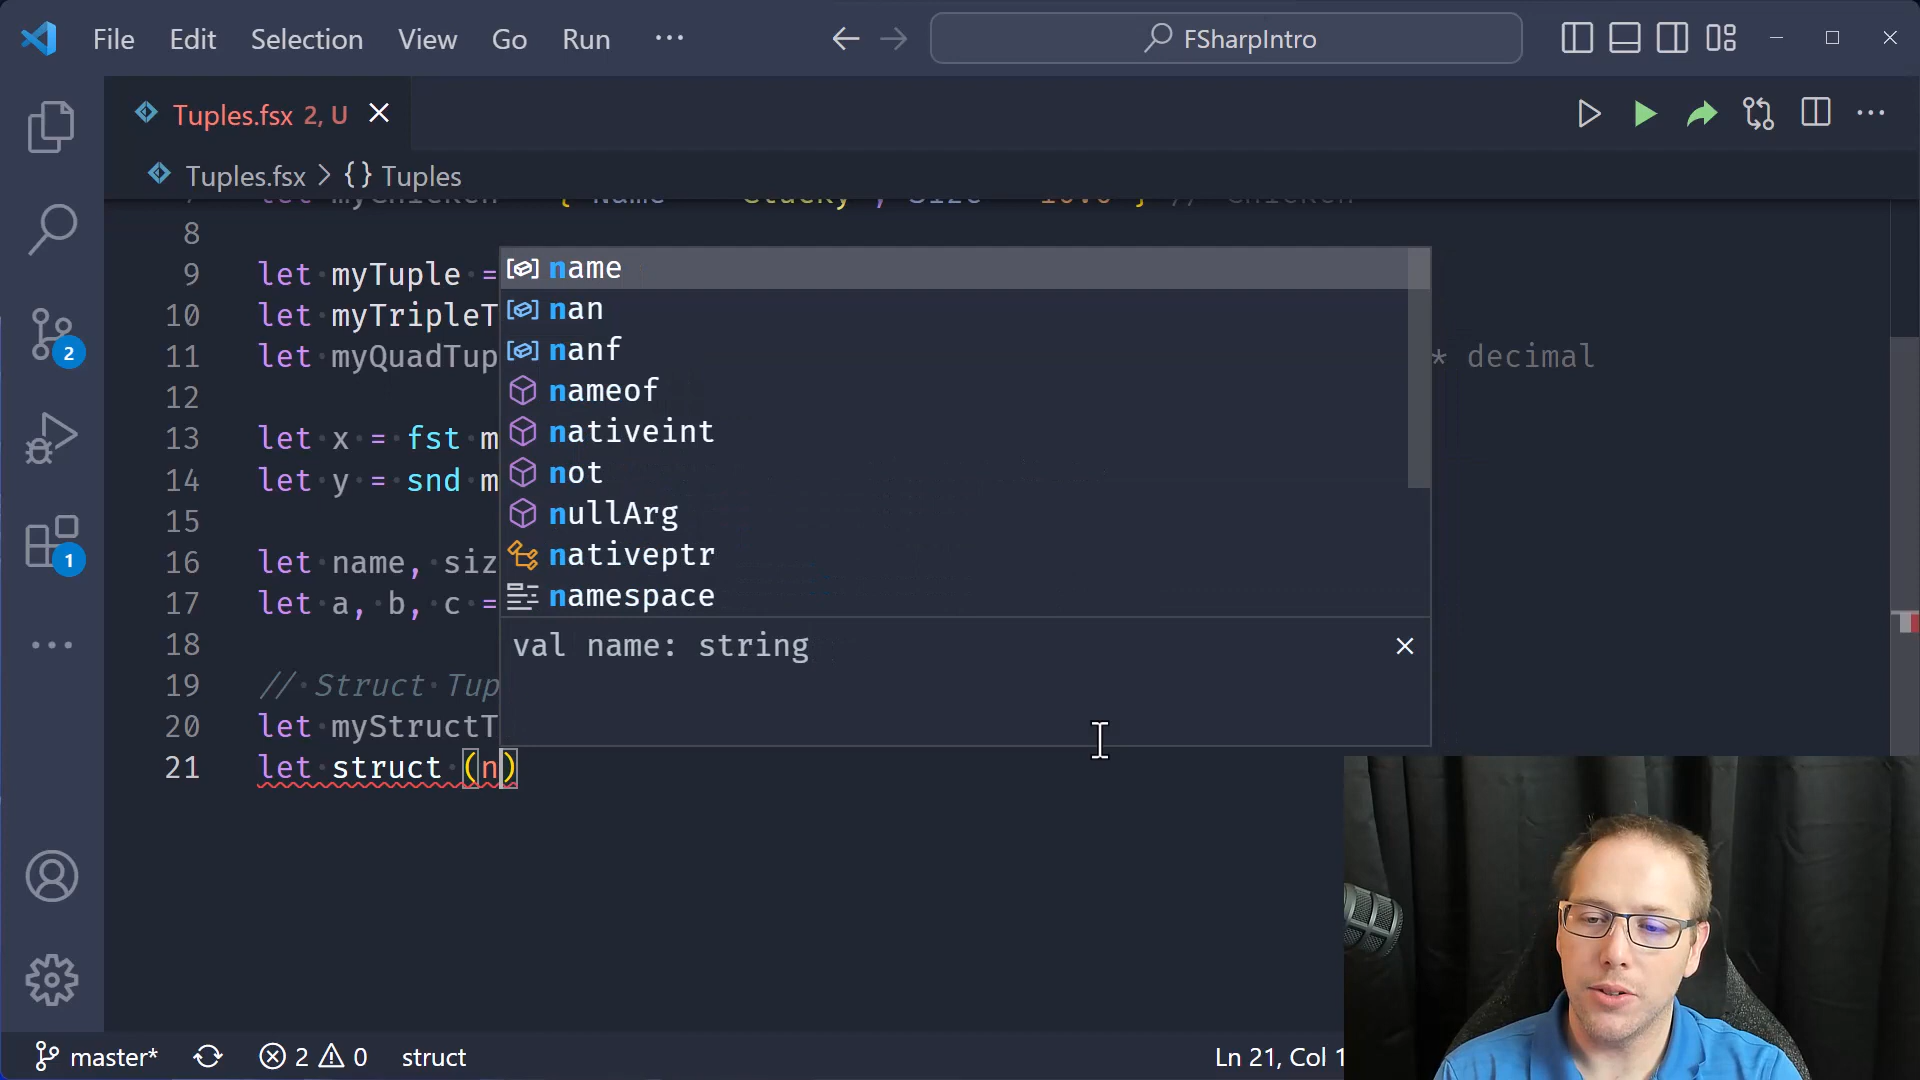 File Edit Selection View Go Run ··· FSharpIntro
Tuples.fsx 2, U
Tuples.fsx > {} Tuples
8
9 let myTuple =
10 let myTripleT
11 let myQuadTup * decimal
12
13 let x = fst m
14 let y = snd m
15
16 let name, siz
17 let a, b, c =
18
19 // Struct Tup
20 let myStructT
21 let struct (n)
name
nan
nanf
nameof
nativeint
not
nullArg
nativeptr
namespace
val name: string
2
1
master* 2 0 struct Ln 21, Col 1